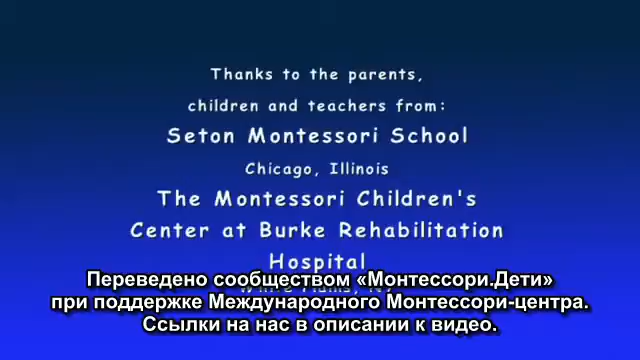 Thanks to the parents,
children and teachers from:
Seton Montessori School
Chicago, Illinois
The Montessori Children's
Center at Burke Rehabilitation
Hospital
Переведено сообществом «Монтессори.Дети»
при поддержке Международного Монтессори-центра.
Ссылки на нас в описании к видео.